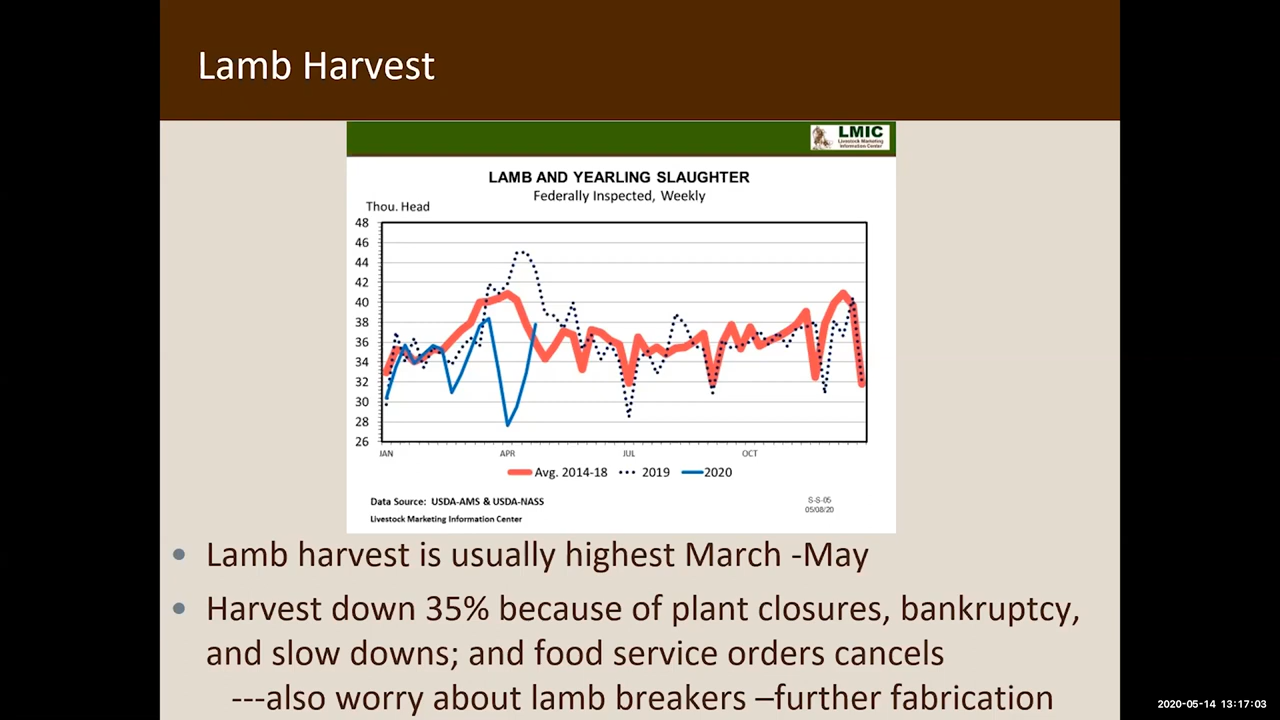 Lamb Harvest
LMIC
Livestock Marketing
Information Center
LAMB AND YEARLING SLAUGHTER
Federally Inspected, Weekly
Thou. Head
48
46
44
42
40
38
36
34
32
30
28
26
JAN APR JUL OCT
Avg. 2014-18 2019 2020
Data Source: USDA-AMS & USDA-NASS
Livestock Marketing Information Center
S-S-05
05/08/20
• Lamb harvest is usually highest March -May
• Harvest down 35% because of plant closures, bankruptcy,
and slow downs; and food service orders cancels
---also worry about lamb breakers –further fabrication
2020-05-14 13:17:03